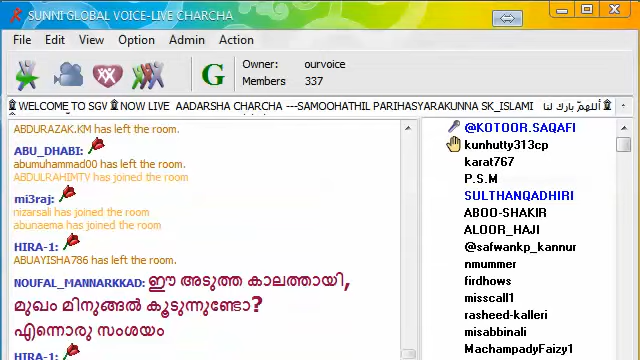 SUNNI GLOBAL VOICE-LIVE CHARCHA
File Edit View Option Admin Action
G Owner: ourvoice
Members 337
WELCOME TO SGV NOW LIVE AADARSHA CHARCHA ---SAMOOHATHIL PARIHASYARAKUNNA SK_ISLAMI اللهمّ بارك لنا
ABDURAZAK.KM has left the room.
ABU_DHABI:
abumuhammad00 has left the room.
ABDULRAHIMTV has joined the room
mi3raj:
nizarsali has joined the room
abunaema has joined the room
HIRA-1:
ABUAYISHA786 has left the room.
NOUFAL_MANNARKKAD: ഈ അടുത്ത കാലത്തായി,
മുഖം മിനുങ്ങൽ കൂടുന്നുണ്ടോ?
എന്നൊരു സംശയം
HIRA-1:
@KOTOOR.SAQAFI
kunhutty313cp
karat767
P.S.M
SULTHANQADHIRI
ABOO-SHAKIR
ALOOR_HAJI
@safwankp_kannur
nmummer
firdhows
misscall1
rasheed-kalleri
misabbinali
MachampadyFaizy1